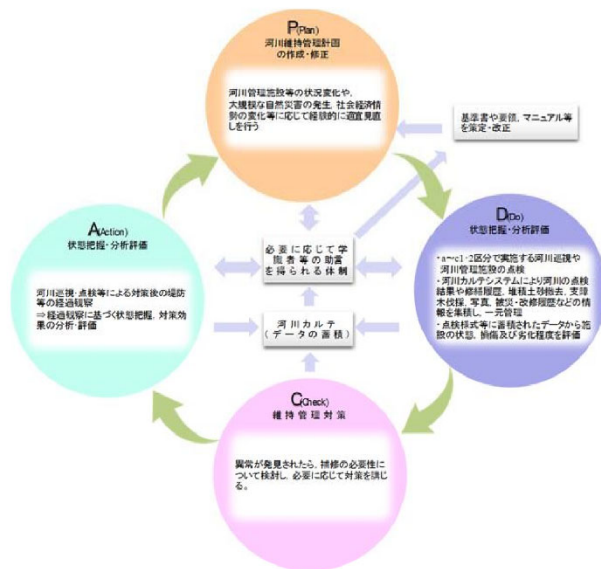 P(Plan)
河川維持管理計画
の作成・修正
河川管理施設等の状況変化や、
大規模な自然災害の発生、社会経済情
勢の変化等に応じて経験的に適宜見直
しを行う
基準書や要領、マニュアル等
を策定・改正
A(Action)
状態把握・分析評価
河川巡視・点検等による対策後の堤防
等の経過観察
⇒経過観察に基づく状態把握、対策効
果の分析・評価
必要に応じて学
識者等の助言
を得られる体制
河川カルテ
(データの蓄積)
D(Do)
状態把握・分析評価
・a~c1・2区分で実施する河川巡視や
河川管理施設の点検
・河川カルテシステムにより河川の点検
結果や修繕履歴、堆積土砂撤去、支障
木伐採、写真、被災・改修履歴などの情
報を集積し、一元管理
・点検様式等に蓄積されたデータから施
設の状態、損傷及び劣化程度を評価
C(Check)
維持管理対策
異常が発見されたら、補修の必要性に
ついて検討し、必要に応じて対策を講じ
る。